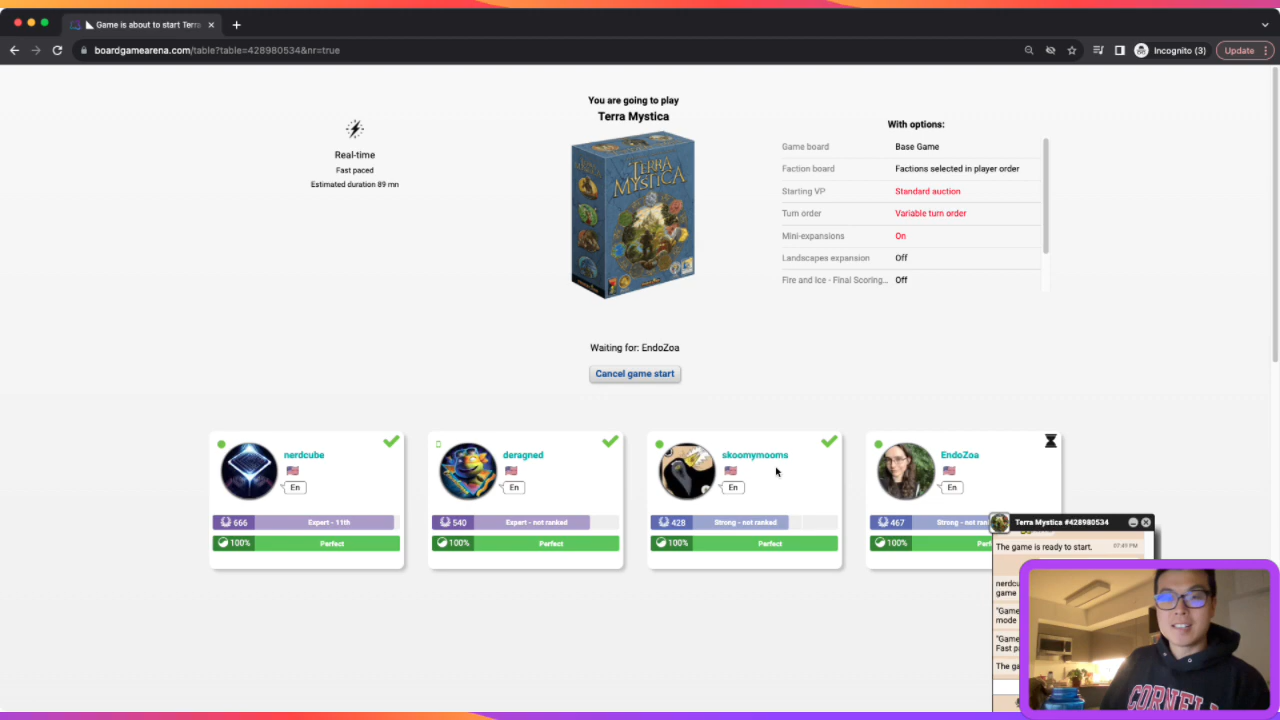 Game is about to start Terra
boardgamearena.com/table?table=428980534&nr=true
Incognito (3)
Update
You are going to play
Terra Mystica
TERRA
MYSTICA
Real-time
Fast paced
Estimated duration 89 mn
With options:
Game board Base Game
Faction board Factions selected in player order
Starting VP Standard auction
Turn order Variable turn order
Mini-expansions On
Landscapes expansion Off
Fire and Ice - Final Scoring... Off
Waiting for: EndoZoa
Cancel game start
nerdcube
En
666 Expert - 11th
100% Perfect
deragned
En
540 Expert - not ranked
100% Perfect
skoomymooms
En
428 Strong - not ranked
100% Perfect
EndoZoa
En
467 Strong - not ran
100% Perf
Terra Mystica #428980534
The game is ready to start. 07:45 PM
nerdcu
game
"Game
mode
"Game
Fast p
The ga
CORNELL